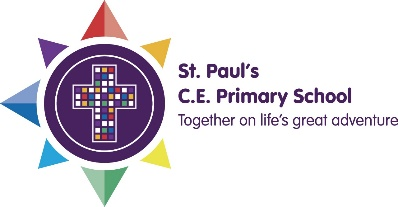 St. Paul's
C.E. Primary School
Together on life's great adventure